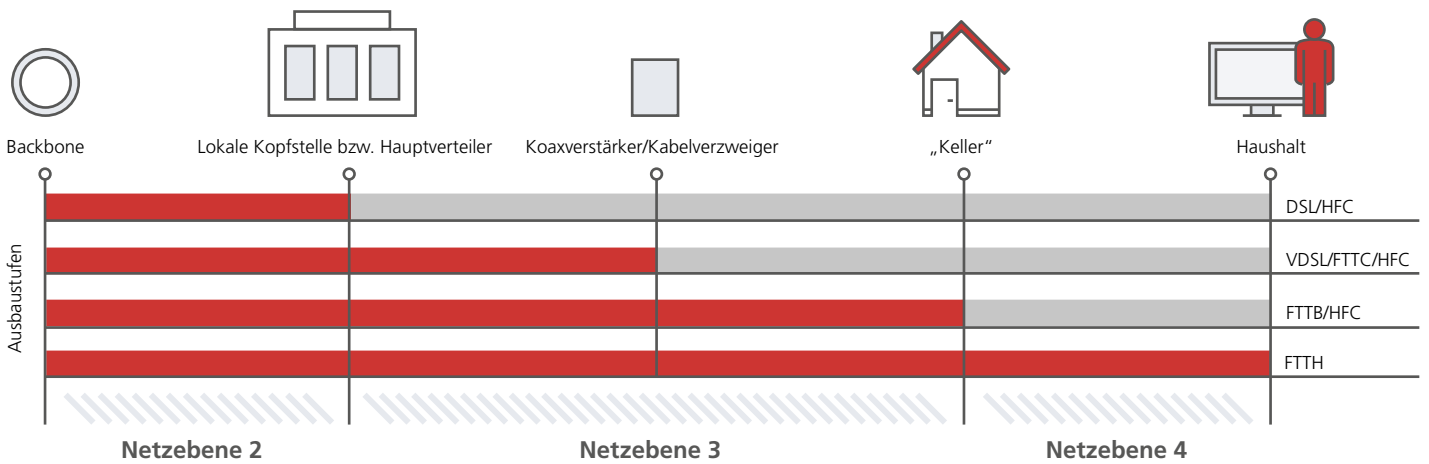 Backbone
Lokale Kopfstelle bzw. Hauptverteiler
Koaxverstärker/Kabelverzweiger
„Keller“
Haushalt
Ausbaustufen
DSL/HFC
VDSL/FTTC/HFC
FTTB/HFC
FTTH
Netzebene 2
Netzebene 3
Netzebene 4